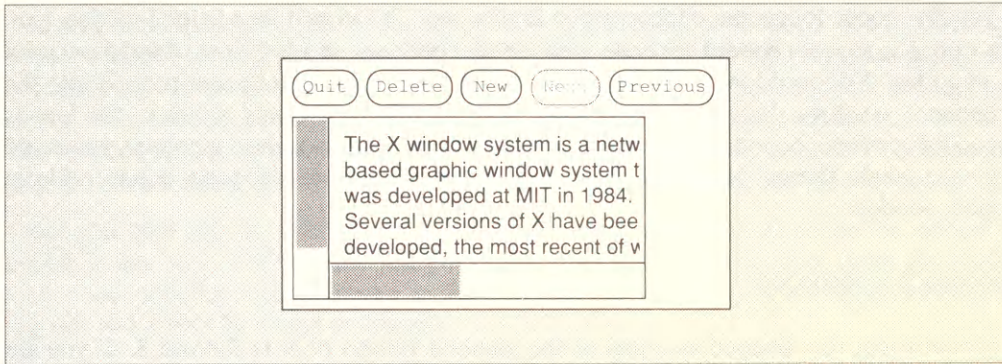 Quit Delete New Next Previous
The X window system is a netw
based graphic window system t
was developed at MIT in 1984.
Several versions of X have bee
developed, the most recent of w